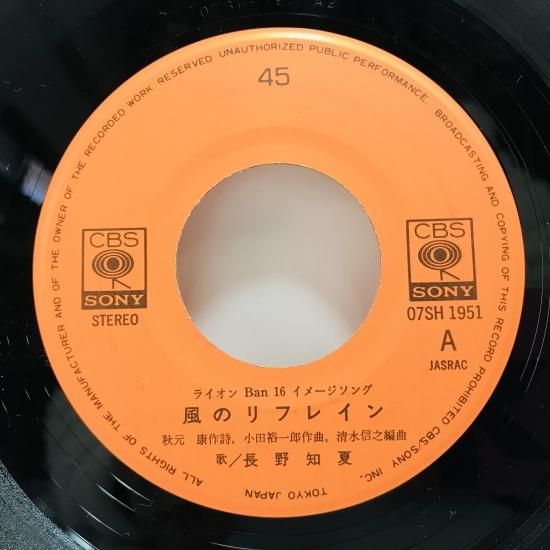 ALL RIGHTS OF THE MANUFACTURER AND OF THE OWNER OF THE RECORDED WORK RESERVED UNAUTHORIZED PUBLIC PERFORMANCE. BROADCASTING AND COPYING OF THIS RECORD PROHIBITED CBS/SONY INC. TOKYO JAPAN
45
CBS
SONY
STEREO
CBS
SONY
07SH 1951
A
JASRAC
ライオン Ban 16 イメージソング
風のリフレイン
秋元 康作詩, 小田裕一郎作曲, 清水信之編曲
歌/長野知夏